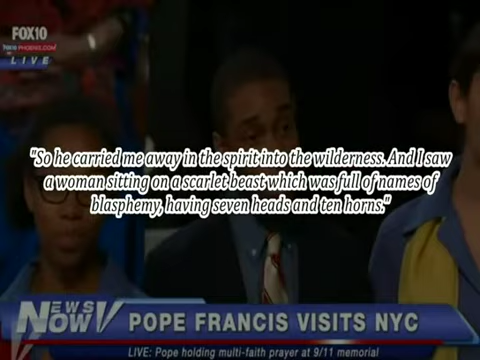 FOX10
FOX10PHOENIX.COM
LIVE
"So he carried me away in the spirit into the wilderness. And I saw
a woman sitting on a scarlet beast which was full of names of
blasphemy, having seven heads and ten horns."
NEWS
NOW
POPE FRANCIS VISITS NYC
LIVE: Pope holding multi-faith prayer at 9/11 memorial